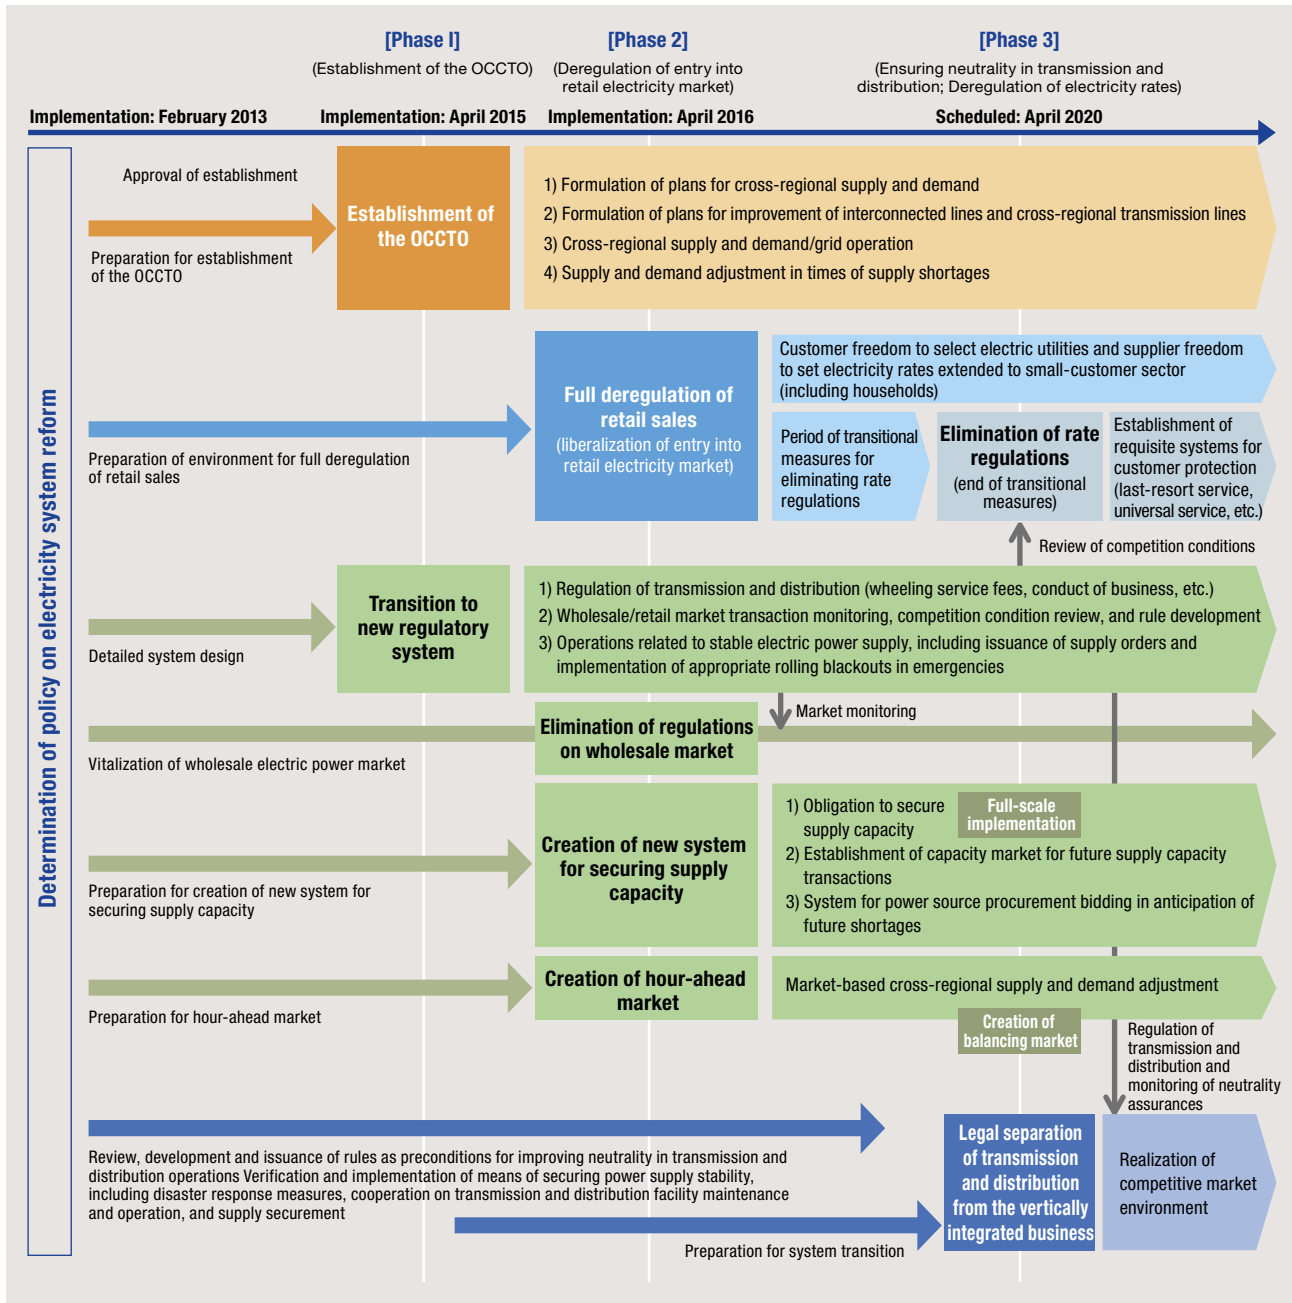 [Phase I]
(Establishment of the OCCTO)
[Phase 2]
(Deregulation of entry into
retail electricity market)
[Phase 3]
(Ensuring neutrality in transmission and
distribution; Deregulation of electricity rates)
Implementation: February 2013
Implementation: April 2015
Implementation: April 2016
Scheduled: April 2020
Determination of policy on electricity system reform
Approval of establishment
Preparation for establishment
of the OCCTO
Establishment of
the OCCTO
1) Formulation of plans for cross-regional supply and demand
2) Formulation of plans for improvement of interconnected lines and cross-regional transmission lines
3) Cross-regional supply and demand/grid operation
4) Supply and demand adjustment in times of supply shortages
Preparation of environment for full deregulation
of retail sales
Full deregulation of
retail sales
(liberalization of entry into
retail electricity market)
Customer freedom to select electric utilities and supplier freedom
to set electricity rates extended to small-customer sector
(including households)
Period of transitional
measures for
eliminating rate
regulations
Elimination of rate
regulations
(end of transitional
measures)
Establishment of
requisite systems for
customer protection
(last-resort service,
universal service, etc.)
Review of competition conditions
Detailed system design
Transition to
new regulatory
system
1) Regulation of transmission and distribution (wheeling service fees, conduct of business, etc.)
2) Wholesale/retail market transaction monitoring, competition condition review, and rule development
3) Operations related to stable electric power supply, including issuance of supply orders and
implementation of appropriate rolling blackouts in emergencies
Market monitoring
Vitalization of wholesale electric power market
Elimination of regulations
on wholesale market
Preparation for creation of new system for
securing supply capacity
Creation of new system
for securing supply
capacity
1) Obligation to secure
supply capacity
Full-scale
implementation
2) Establishment of capacity market for future supply capacity
transactions
3) System for power source procurement bidding in anticipation of
future shortages
Preparation for hour-ahead market
Creation of hour-ahead
market
Market-based cross-regional supply and demand adjustment
Creation of
balancing market
Regulation of
transmission and
distribution and
monitoring of neutrality
assurances
Review, development and issuance of rules as preconditions for improving neutrality in transmission and
distribution operations Verification and implementation of means of securing power supply stability,
including disaster response measures, cooperation on transmission and distribution facility maintenance
and operation, and supply securement
Preparation for system transition
Legal separation
of transmission
and distribution
from the vertically
integrated business
Realization of
competitive market
environment